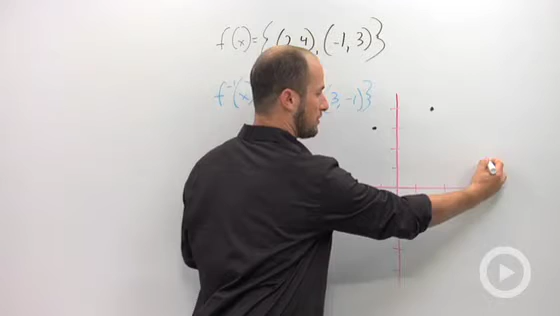 f(x)={(2,4),(-1,3)}
f⁻¹(x) 3,-1)}